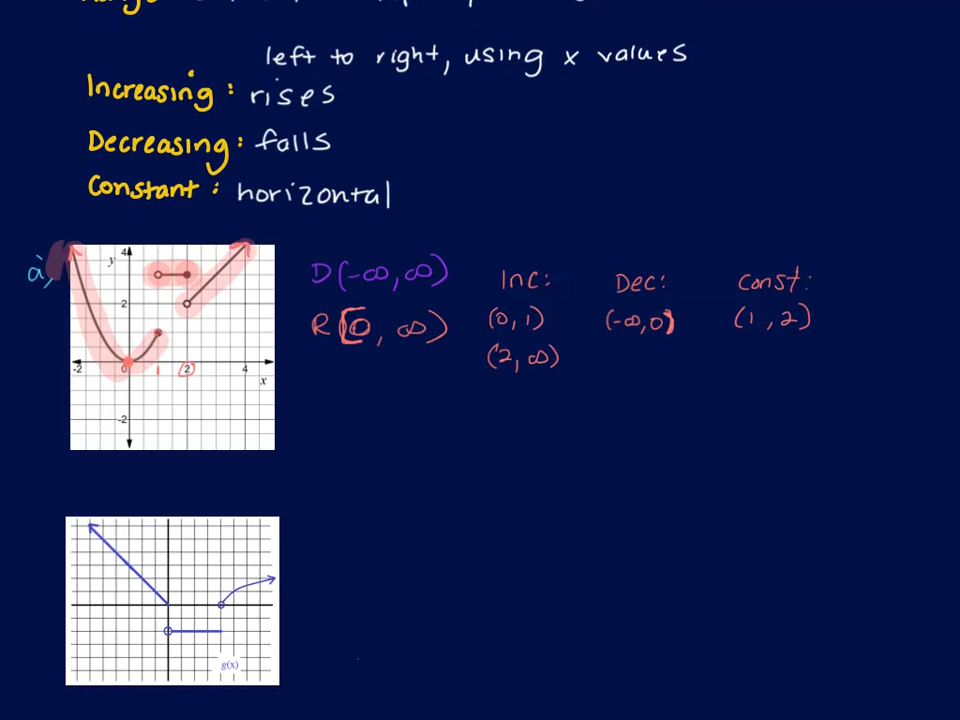 left to right, using x values
Increasing: rises
Decreasing: falls
Constant: horizontal
a)
4
y
2
-2
0
1
2
4
x
-2
D(-∞,∞)
R[0, ∞)
Inc:
(0, 1)
(2, ∞)
Dec:
(-∞,0)
Const:
(1, 2)
g(x)